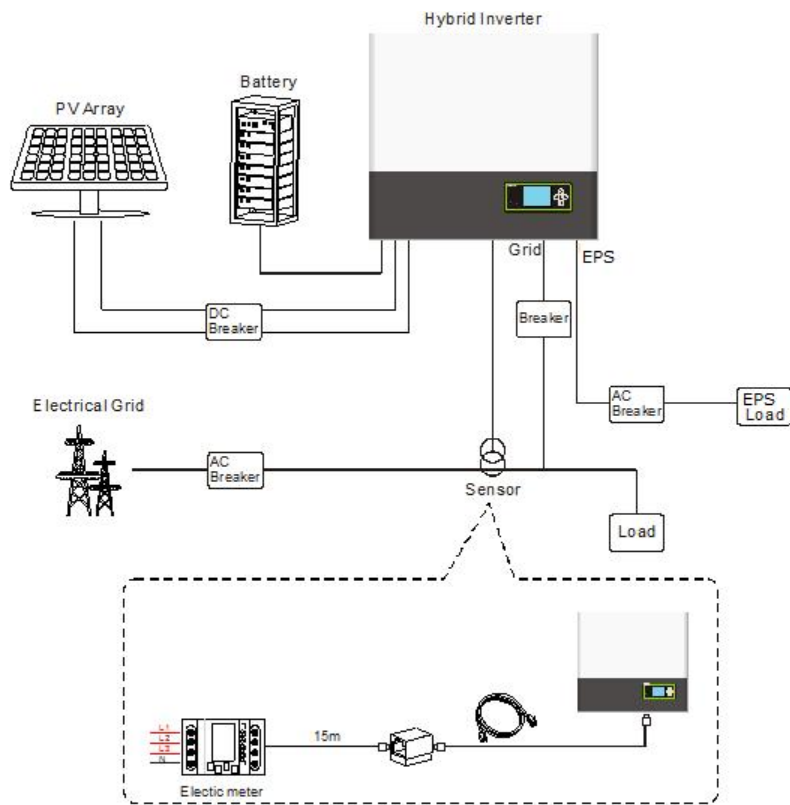 Hybrid Inverter
Battery
PV Array
Grid
EPS
DC
Breaker
Breaker
Electrical Grid
AC
Breaker
EPS
Load
AC
Breaker
Sensor
Load
L1
L2
L3
N
15m
Electic meter